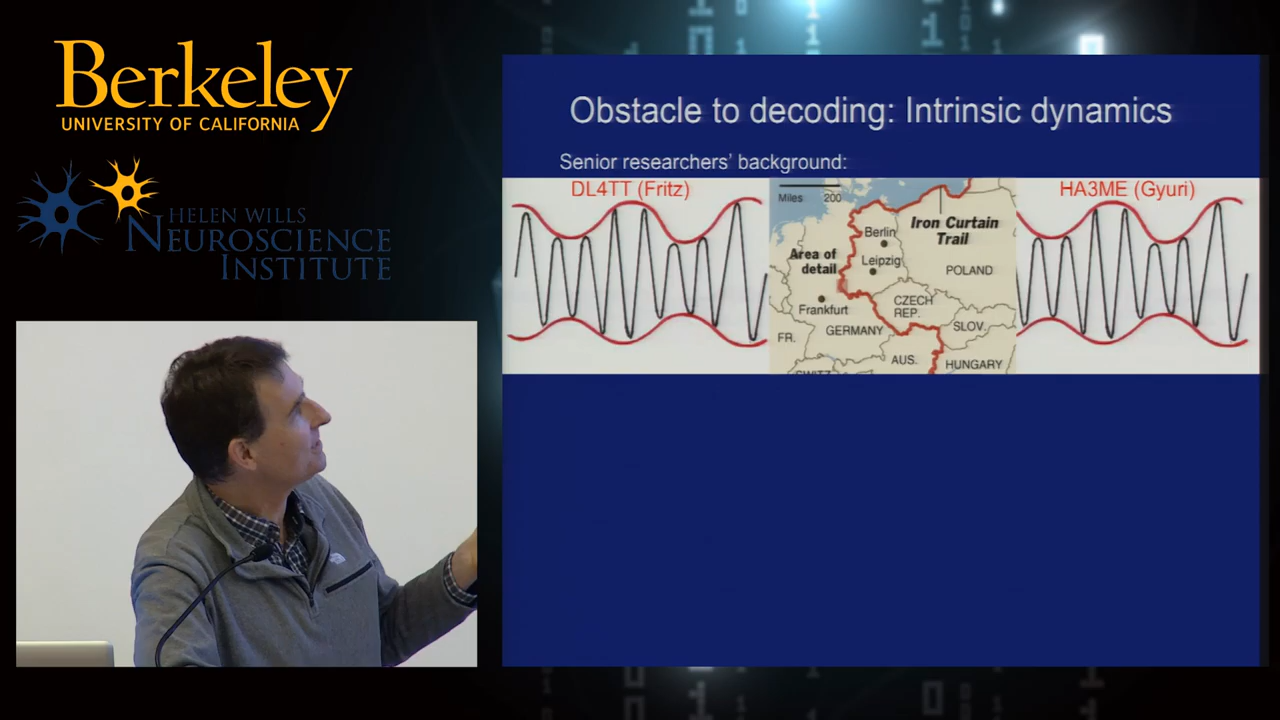 Berkeley
UNIVERSITY OF CALIFORNIA
HELEN WILLS
NEUROSCIENCE
INSTITUTE
Obstacle to decoding: Intrinsic dynamics
Senior researchers' background:
DL4TT (Fritz)
Miles 200
Iron Curtain
Trail
Berlin
Area of
detail
Leipzig
POLAND
Frankfurt
CZECH
REP.
FR.
GERMANY
SLOV.
AUS.
HUNGARY
HA3ME (Gyuri)